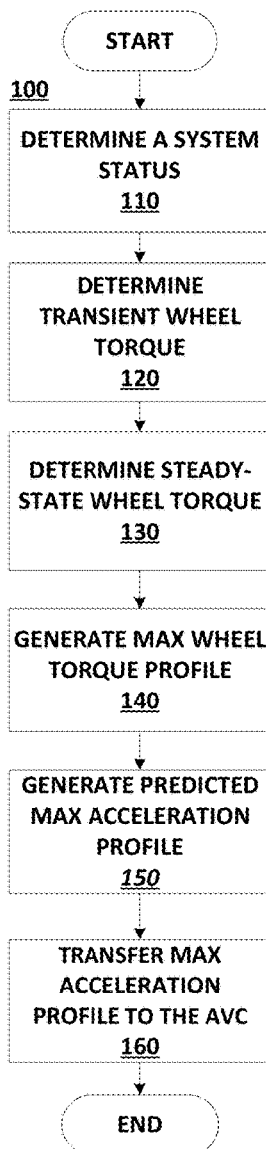 START
100
DETERMINE A SYSTEM
STATUS
110
DETERMINE
TRANSIENT WHEEL
TORQUE
120
DETERMINE STEADY-
STATE WHEEL TORQUE
130
GENERATE MAX WHEEL
TORQUE PROFILE
140
GENERATE PREDICTED
MAX ACCELERATION
PROFILE
150
TRANSFER MAX
ACCELERATION
PROFILE TO THE AVC
160
END